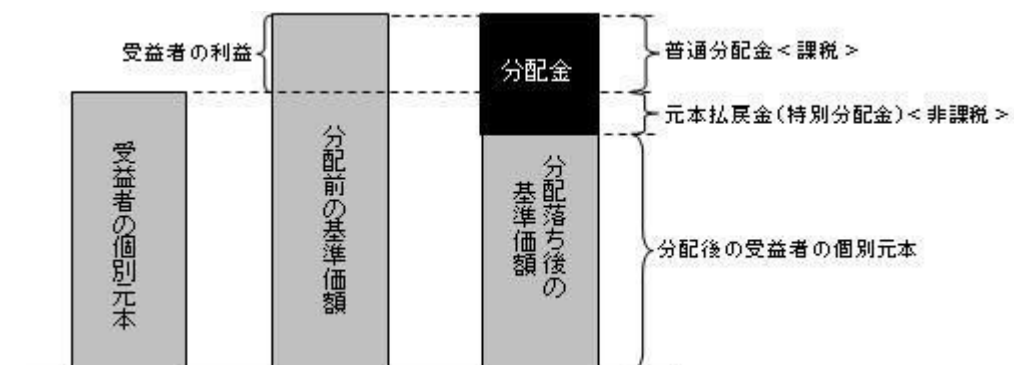 受益者の利益
分配金
普通分配金<課税>
元本払戻金(特別分配金)<非課税>
受益者の個別元本
分配前の基準価額
分配落ち後の
基準価額
分配後の受益者の個別元本